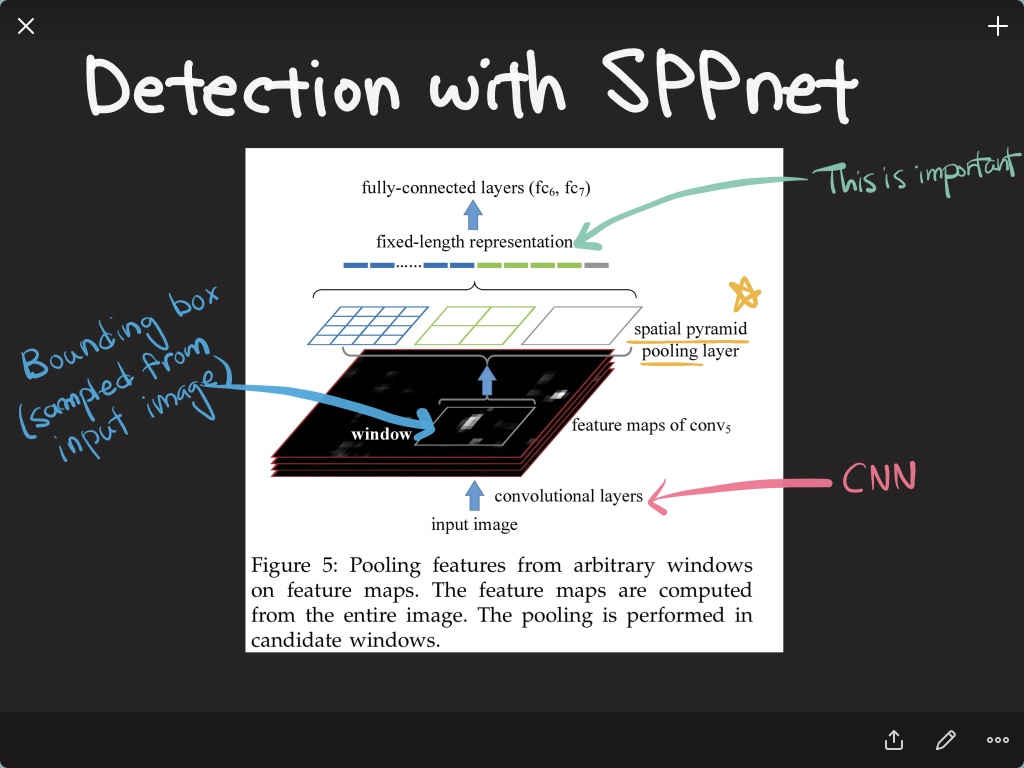 Detection with SPPnet
This is important
fully-connected layers (fc₆, fc₇)
fixed-length representation
spatial pyramid
pooling layer
Bounding box
(sampled from
input image)
window
feature maps of conv₅
convolutional layers
CNN
input image
Figure 5: Pooling features from arbitrary windows
on feature maps. The feature maps are computed
from the entire image. The pooling is performed in
candidate windows.